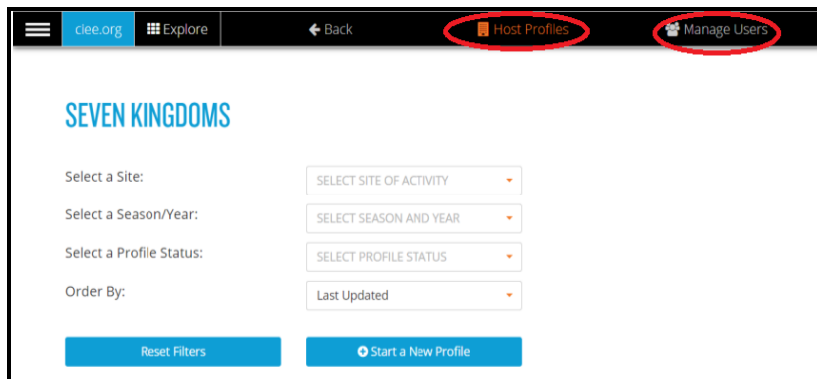 ciee.org Explore Back Host Profiles Manage Users
SEVEN KINGDOMS
Select a Site: SELECT SITE OF ACTIVITY
Select a Season/Year: SELECT SEASON AND YEAR
Select a Profile Status: SELECT PROFILE STATUS
Order By: Last Updated
Reset Filters Start a New Profile